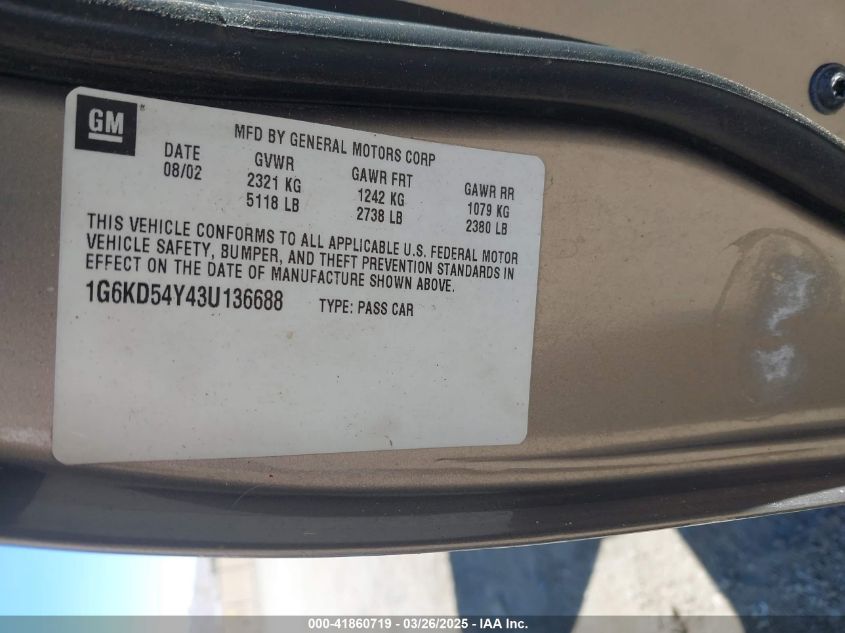 GM
MFD BY GENERAL MOTORS CORP
DATE GVWR GAWR FRT GAWR RR
08/02 2321 KG 1242 KG 1079 KG
5118 LB 2738 LB 2380 LB
THIS VEHICLE CONFORMS TO ALL APPLICABLE U.S. FEDERAL MOTOR
VEHICLE SAFETY, BUMPER, AND THEFT PREVENTION STANDARDS IN
EFFECT ON THE DATE OF MANUFACTURE SHOWN ABOVE.
1G6KD54Y43U136688 TYPE: PASS CAR
000-41860719 / 03/26/2025 / IAA Inc.